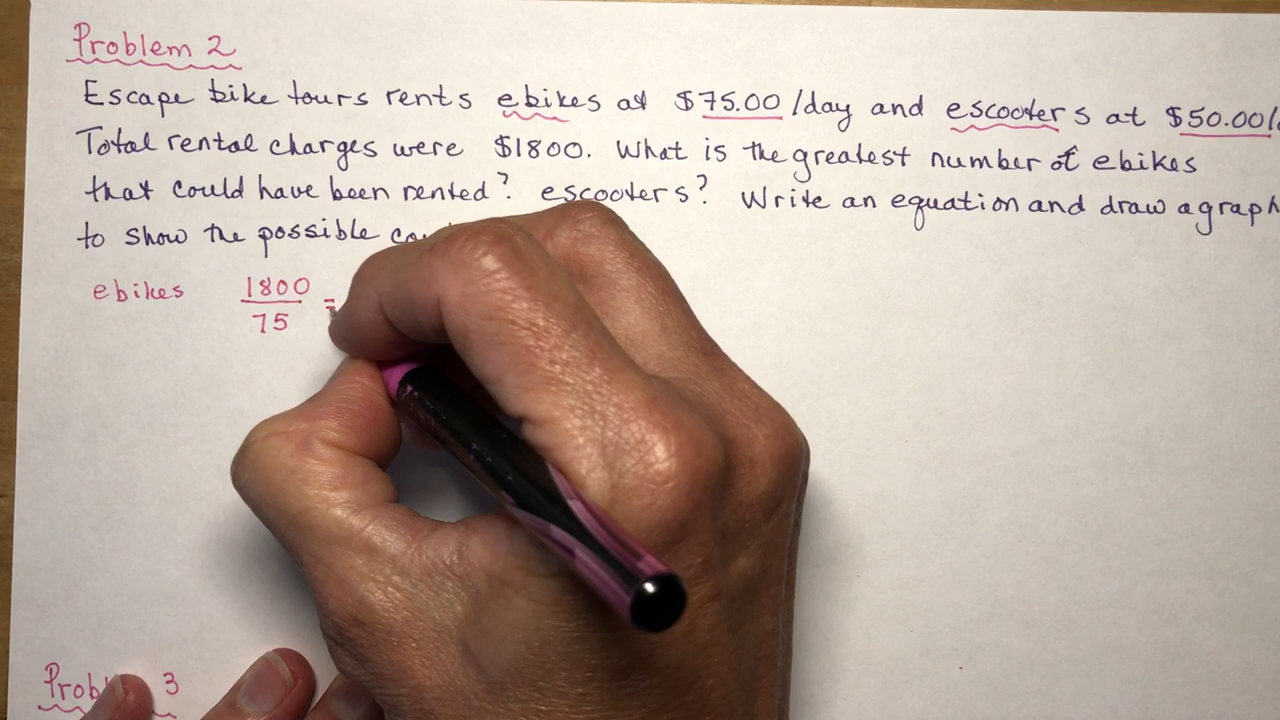 Problem 2
Escape bike tours rents ebikes at $75.00/day and escooters at $50.00/
Total rental charges were $1800. What is the greatest number of ebikes
that could have been rented? escooters? Write an equation and draw a graph
to show the possible
ebikes 1800
75 =
3